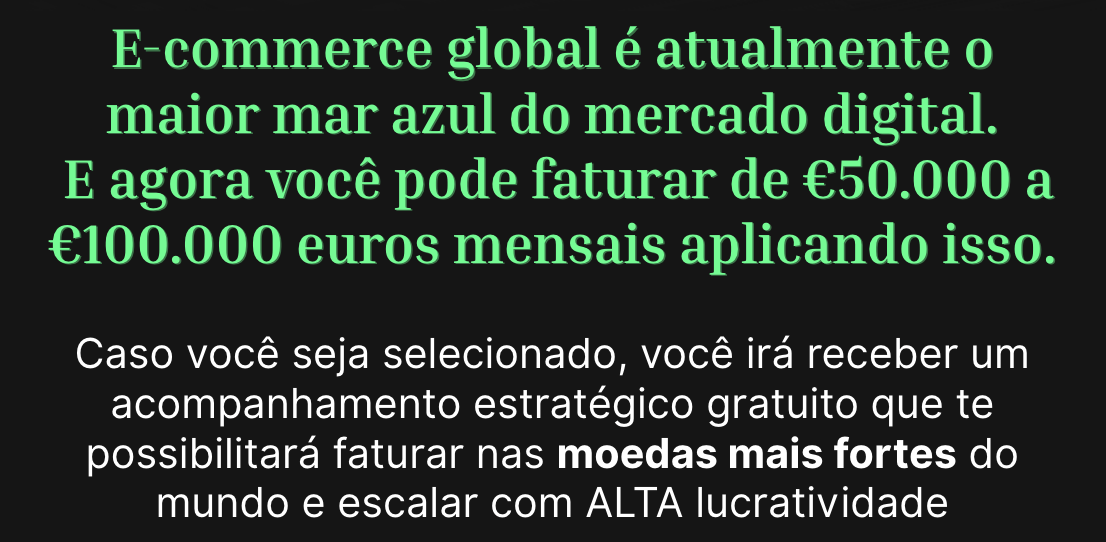 E-commerce global é atualmente o
maior mar azul do mercado digital.
E agora você pode faturar de €50.000 a
€100.000 euros mensais aplicando isso.
Caso você seja selecionado, você irá receber um
acompanhamento estratégico gratuito que te
possibilitará faturar nas moedas mais fortes do
mundo e escalar com ALTA lucratividade